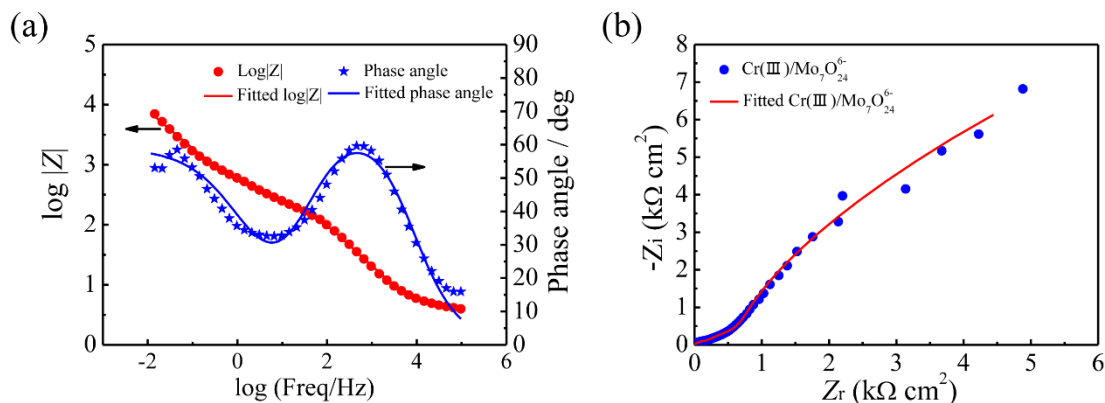 (a)
5
4
3
2
1
0
log |Z|
Log|Z|
Fitted log|Z|
Phase angle
Fitted phase angle
90
80
70
60
50
40
30
20
10
0
Phase angle / deg
-2 0 2 4 6
log (Freq/Hz)
(b)
8
7
6
5
4
3
2
1
0
-Zi (kΩ cm²)
Cr(Ⅲ)/Mo₇O₂₄⁶⁻
Fitted Cr(Ⅲ)/Mo₇O₂₄⁶⁻
0 1 2 3 4 5 6
Zr (kΩ cm²)